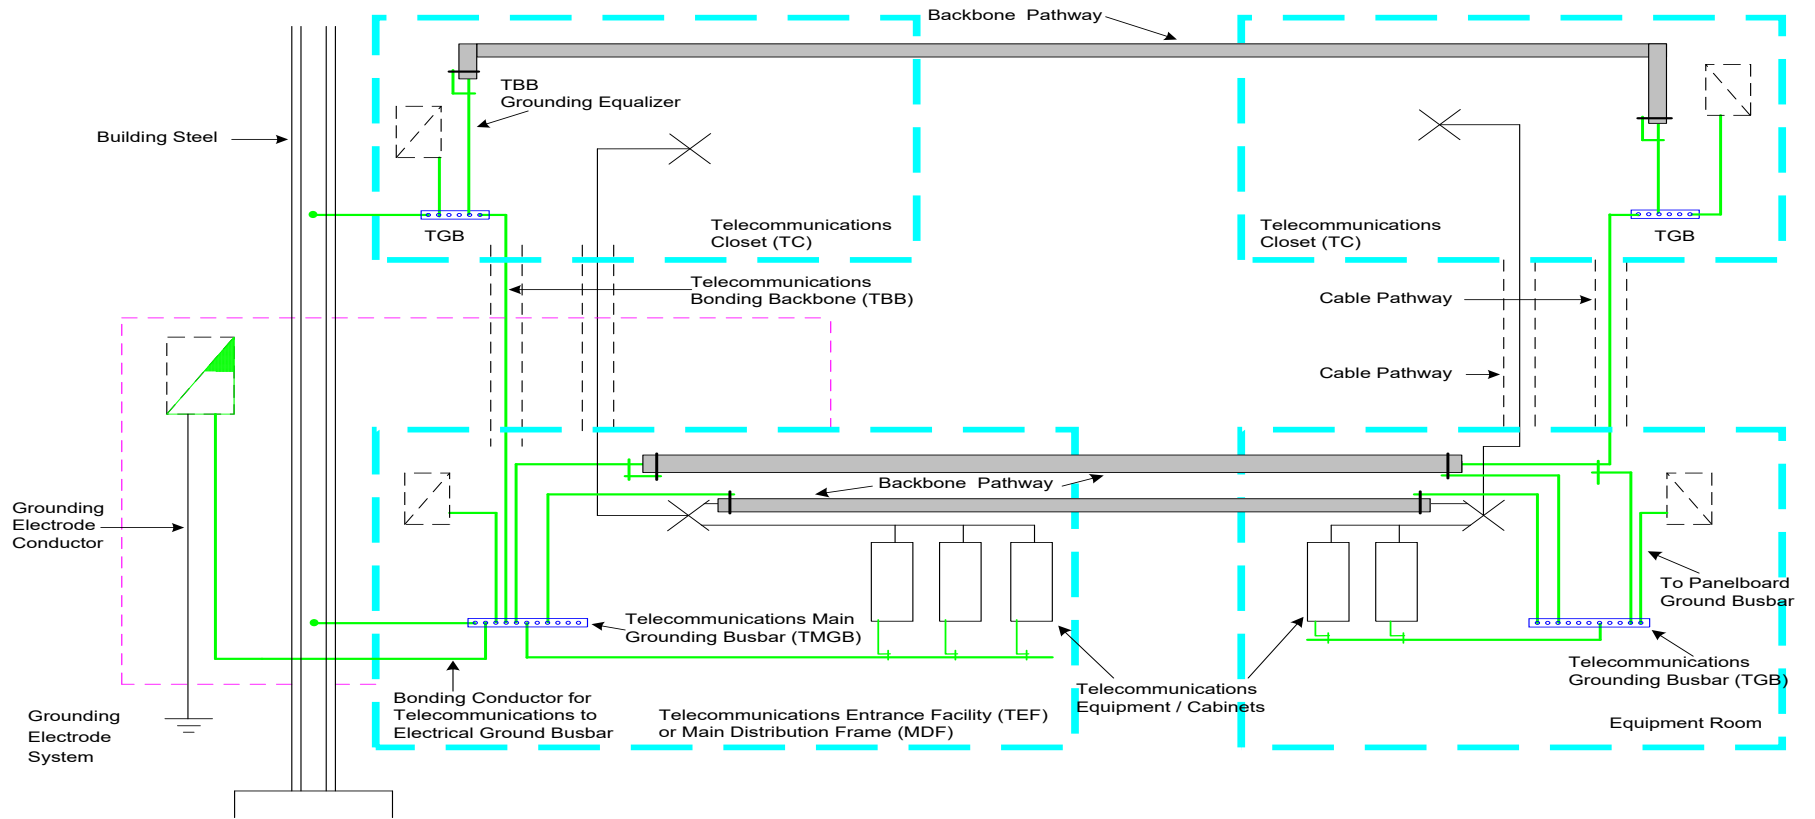 Backbone  Pathway
TBB
Grounding Equalizer
Building Steel
TGB
Telecommunications
Closet (TC)
Telecommunications
Closet (TC)
TGB
Telecommunications
Bonding Backbone (TBB)
Cable Pathway
Cable Pathway
Backbone  Pathway
Grounding
Electrode
Conductor
To Panelboard
Ground Busbar
Telecommunications Main
Grounding Busbar (TMGB)
Telecommunications
Grounding Busbar (TGB)
Telecommunications
Equipment / Cabinets
Bonding Conductor for
Telecommunications to
Electrical Ground Busbar
Telecommunications Entrance Facility (TEF)
or Main Distribution Frame (MDF)
Equipment Room
Grounding
Electrode
System